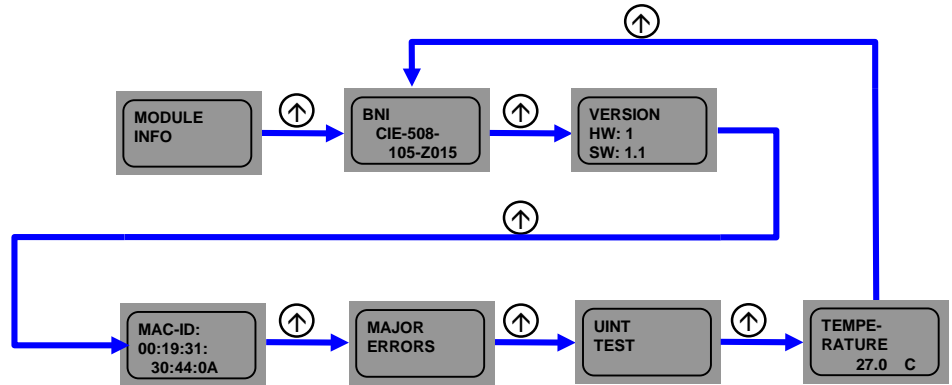 MODULE
INFO
BNI
CIE-508-
105-Z015
VERSION
HW: 1
SW: 1.1
MAC-ID:
00:19:31:
30:44:0A
MAJOR
ERRORS
UINT
TEST
TEMPE-
RATURE
27.0 C